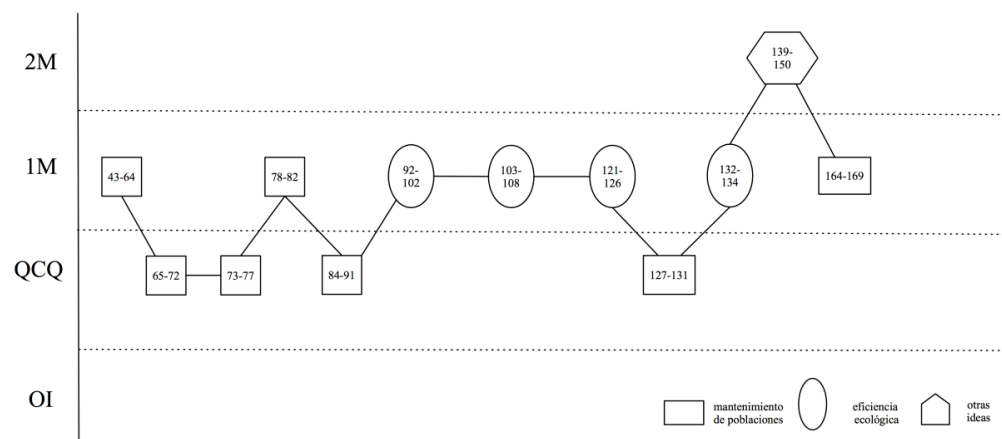 2M
139-
150
1M
43-64
78-82
92-
102
103-
108
121-
126
132-
134
164-169
QCQ
65-72
73-77
84-91
127-131
OI
mantenimiento
de poblaciones
eficiencia
ecológica
otras
ideas